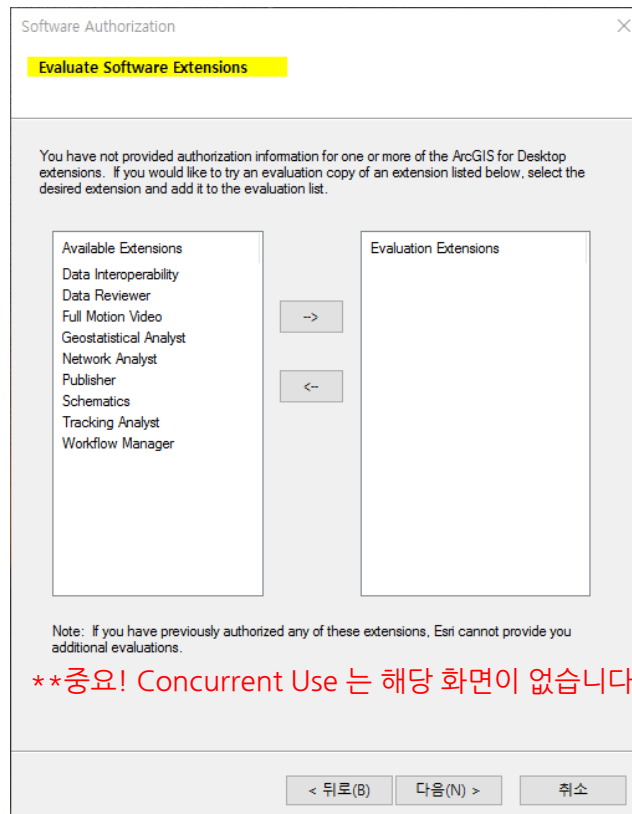 Software Authorization
Evaluate Software Extensions
You have not provided authorization information for one or more of the ArcGIS for Desktop
extensions. If you would like to try an evaluation copy of an extension listed below, select the
desired extension and add it to the evaluation list.
Available Extensions
Data Interoperability
Data Reviewer
Full Motion Video
Geostatistical Analyst
Network Analyst
Publisher
Schematics
Tracking Analyst
Workflow Manager
-->
<--
Evaluation Extensions
Note: If you have previously authorized any of these extensions, Esri cannot provide you
additional evaluations.
**중요! Concurrent Use 는 해당 화면이 없습니다
< 뒤로(B)
다음(N) >
취소